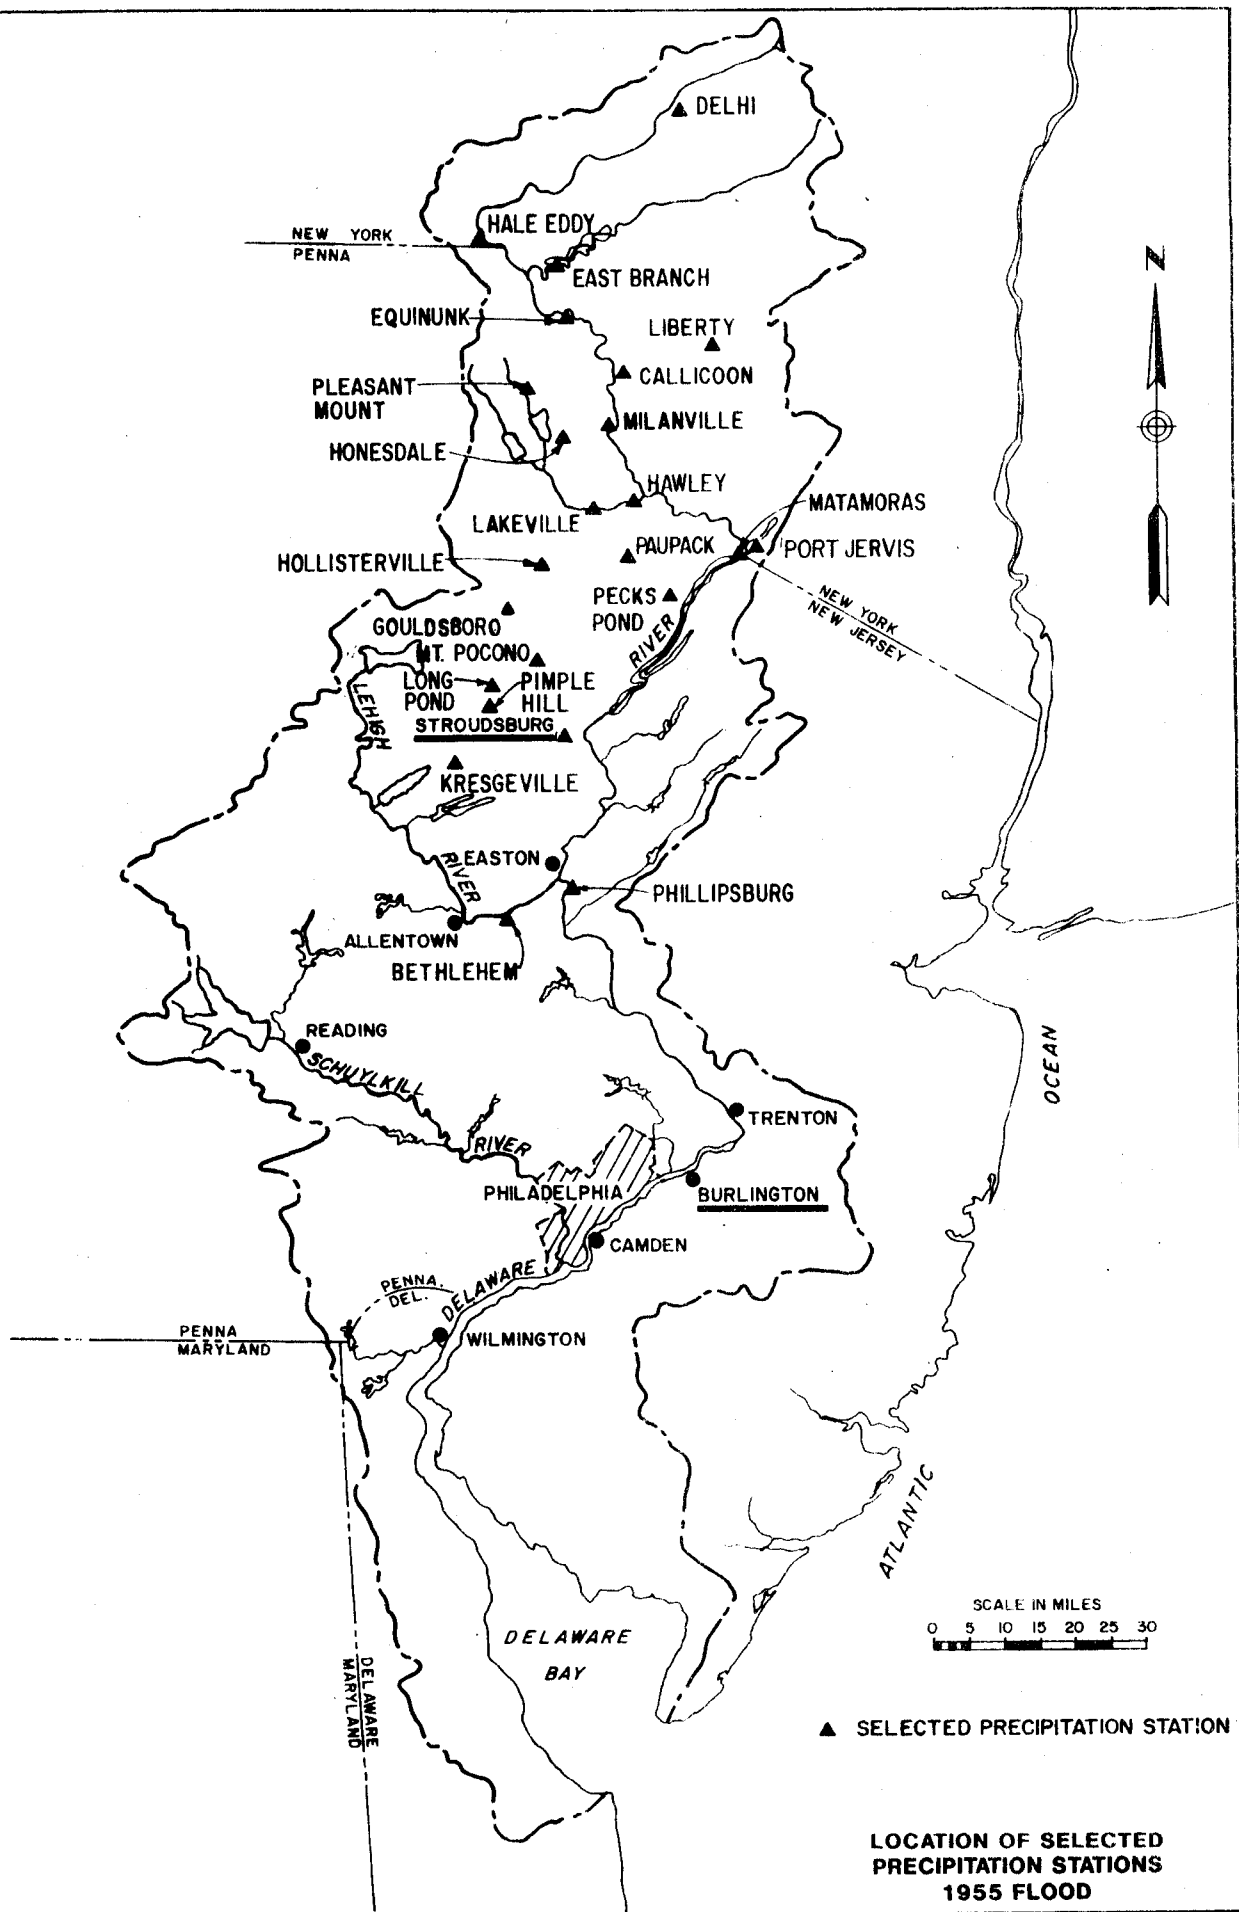 DELHI
HALE EDDY
NEW YORK
PENNA
EAST BRANCH
N
EQUINUNK
LIBERTY
CALLICOON
PLEASANT
MOUNT
MILANVILLE
HONESDALE
HAWLEY
MATAMORAS
LAKEVILLE
PAUPACK
PORT JERVIS
HOLLISTERVILLE
PECKS
POND
NEW YORK
NEW JERSEY
GOULDSBORO
RIVER
MT. POCONO
LONG
POND
PIMPLE
HILL
LEHIGH
STROUDSBURG
KRESGEVILLE
RIVER
EASTON
PHILLIPSBURG
ALLENTOWN
BETHLEHEM
READING
SCHUYLKILL
OCEAN
TRENTON
RIVER
PHILADELPHIA
BURLINGTON
CAMDEN
DELAWARE
PENNA.
DEL.
PENNA
MARYLAND
WILMINGTON
ATLANTIC
DELAWARE
BAY
DELAWARE
MARYLAND
SCALE IN MILES
0 5 10 15 20 25 30
SELECTED PRECIPITATION STATION
LOCATION OF SELECTED
PRECIPITATION STATIONS
1955 FLOOD